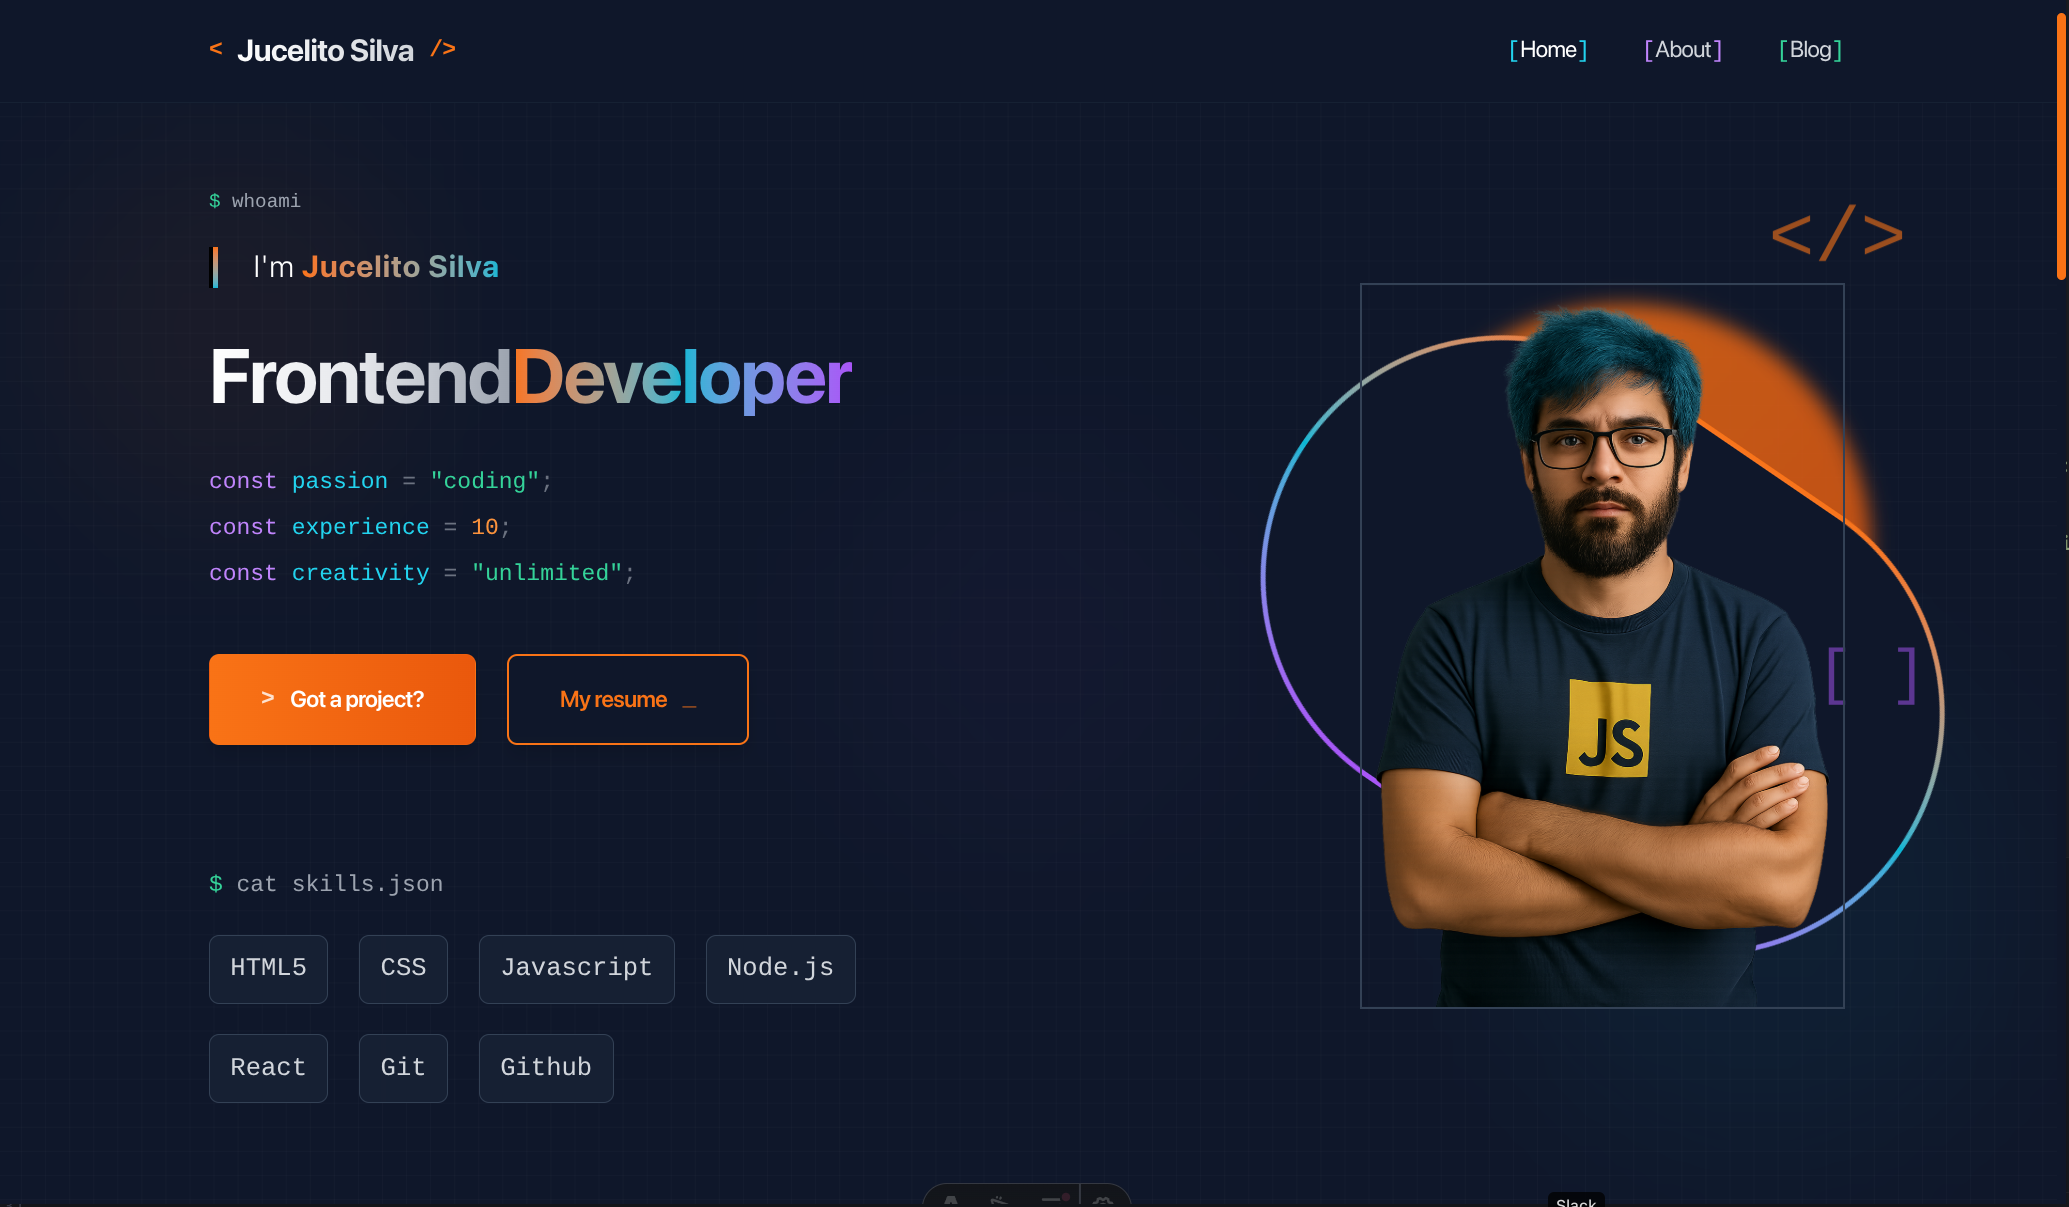 < Jucelito Silva />
[Home] [About] [Blog]
$ whoami
I'm Jucelito Silva
FrontendDeveloper
const passion = "coding";
const experience = 10;
const creativity = "unlimited";
> Got a project?
My resume _
$ cat skills.json
HTML5 CSS Javascript Node.js
React Git Github
</>
[ ]
JS
Slack